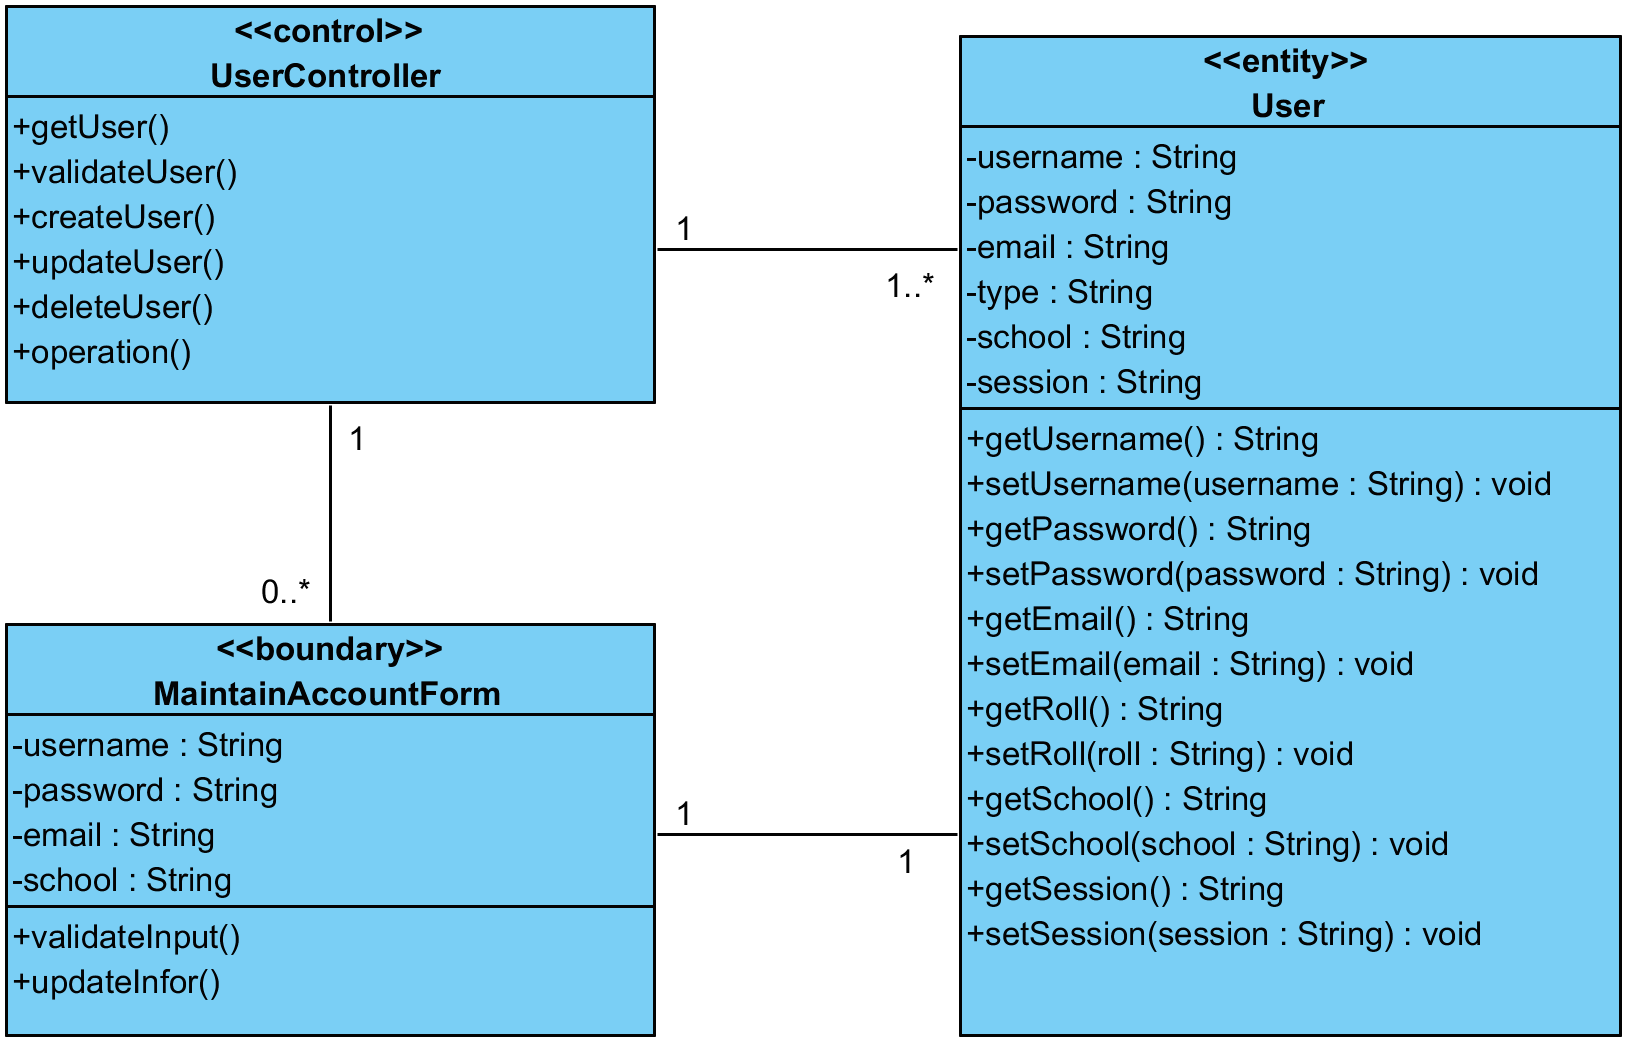 <<control>>
UserController
+getUser()
+validateUser()
+createUser()
+updateUser()
+deleteUser()
+operation()
1
1..*
1
0..*
<<boundary>>
MaintainAccountForm
-username : String
-password : String
-email : String
-school : String
+validateInput()
+updateInfor()
1
1
<<entity>>
User
-username : String
-password : String
-email : String
-type : String
-school : String
-session : String
+getUsername() : String
+setUsername(username : String) : void
+getPassword() : String
+setPassword(password : String) : void
+getEmail() : String
+setEmail(email : String) : void
+getRoll() : String
+setRoll(roll : String) : void
+getSchool() : String
+setSchool(school : String) : void
+getSession() : String
+setSession(session : String) : void